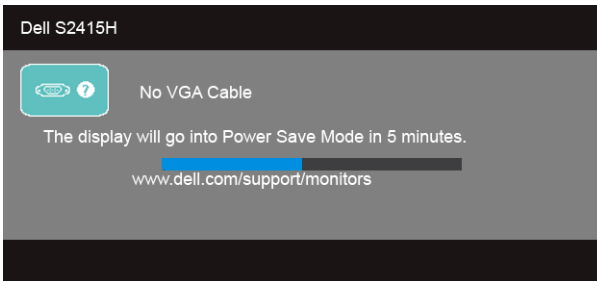 Dell S2415H
No VGA Cable
The display will go into Power Save Mode in 5 minutes.
www.dell.com/support/monitors